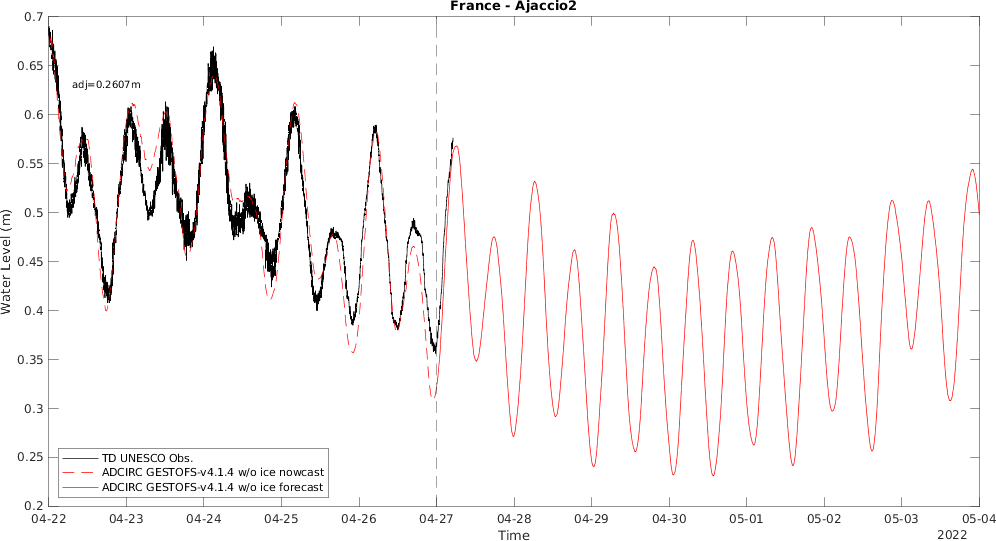 France - Ajaccio2
0.7
0.65
0.6
0.55
0.5
0.45
0.4
0.35
0.3
0.25
0.2
Water Level (m)
adj=0.2607m
TD UNESCO Obs.
ADCIRC GESTOFS-v4.1.4 w/o ice nowcast
ADCIRC GESTOFS-v4.1.4 w/o ice forecast
04-22 04-23 04-24 04-25 04-26 04-27 04-28 04-29 04-30 05-01 05-02 05-03 05-04
Time
2022